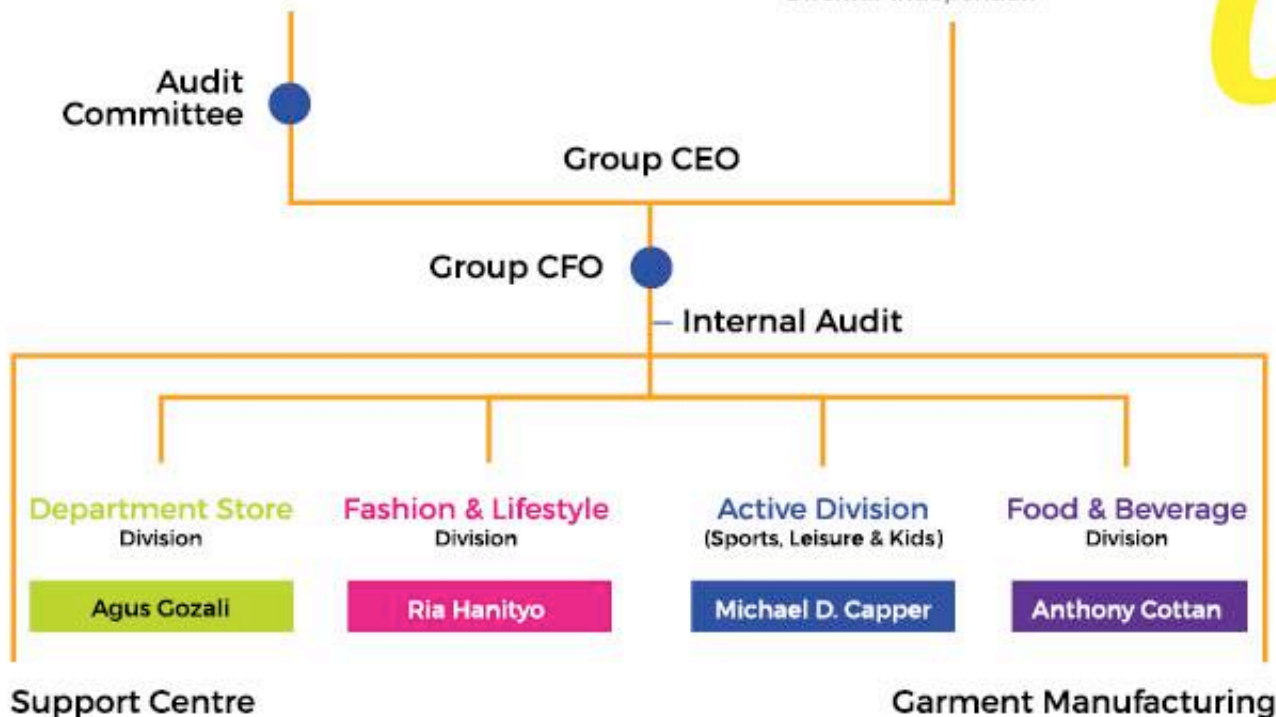 Audit
Committee
Group CEO
Group CFO
Internal Audit
Department Store
Division
Fashion & Lifestyle
Division
Active Division
(Sports, Leisure & Kids)
Food & Beverage
Division
Agus Gozali
Ria Hanityo
Michael D. Capper
Anthony Cottan
Support Centre
Garment Manufacturing